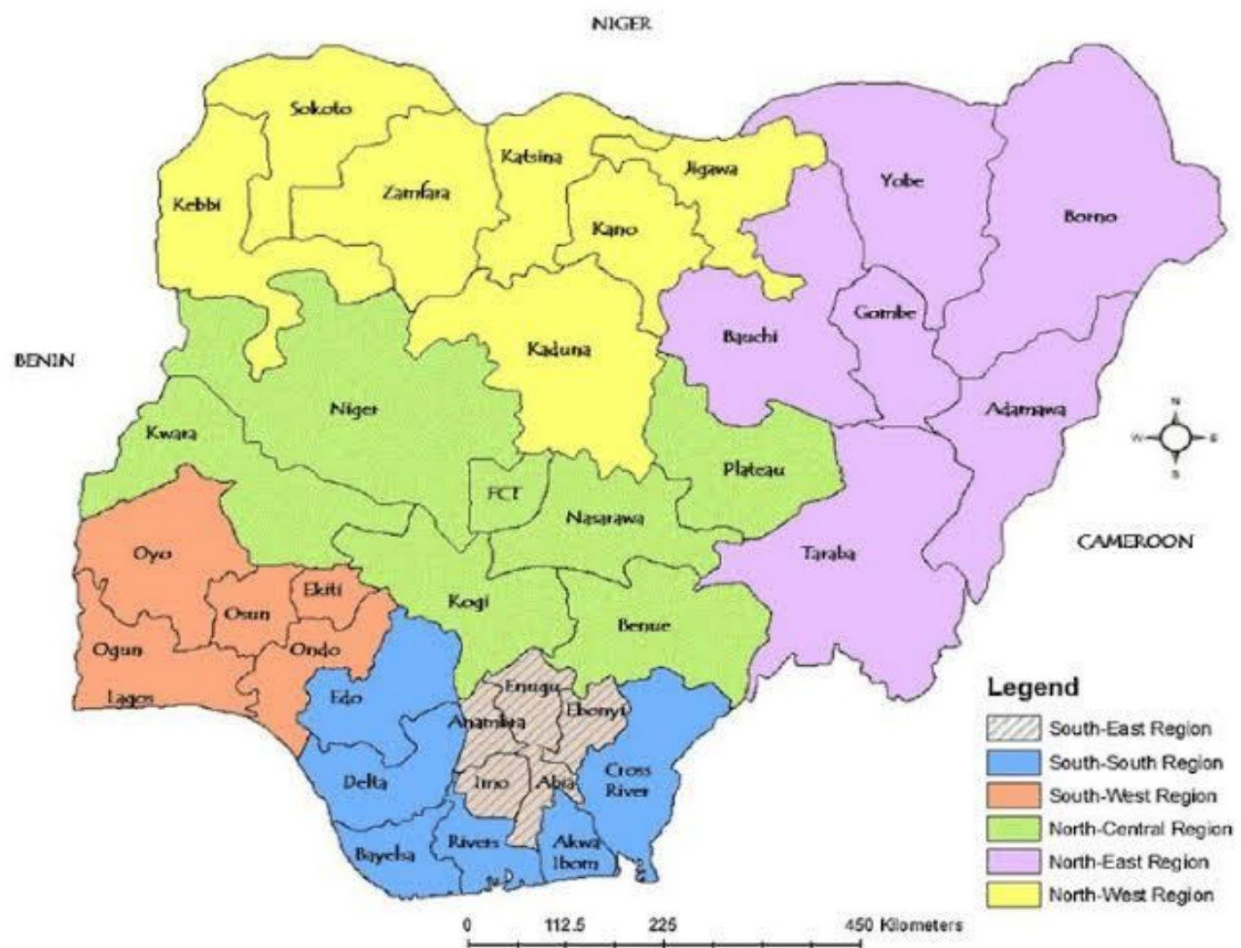 NIGER
Sokoto
Katsina
Jigawa
Zamfara
Yobe
Kebbi
Borno
Kano
Gombe
Bauchi
Kaduna
BENIN
Niger
Adamawa
N
Kwara
W E
Plateau
S
FCT
Nasarawa
CAMEROON
Oyo
Taraba
Ekiti
Kogi
Osun
Benue
Ogun
Ondo
Enugu
Legend
Lagos
Edo
Ebonyi
Anambra
South-East Region
South-South Region
Delta
Imo
Abia
Cross
River
South-West Region
North-Central Region
Rivers
Akwa
Ibom
Bayelsa
North-East Region
North-West Region
0 112.5 225 450 Kilometers